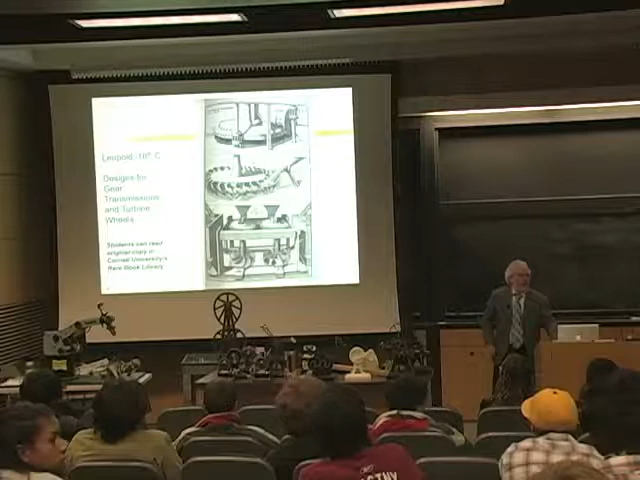 Leupold, 18th C
Designs for
Gear
Transmissions
and Turbine
Wheels
Students can read
original copy in
Cornell University's
Rare Book Library